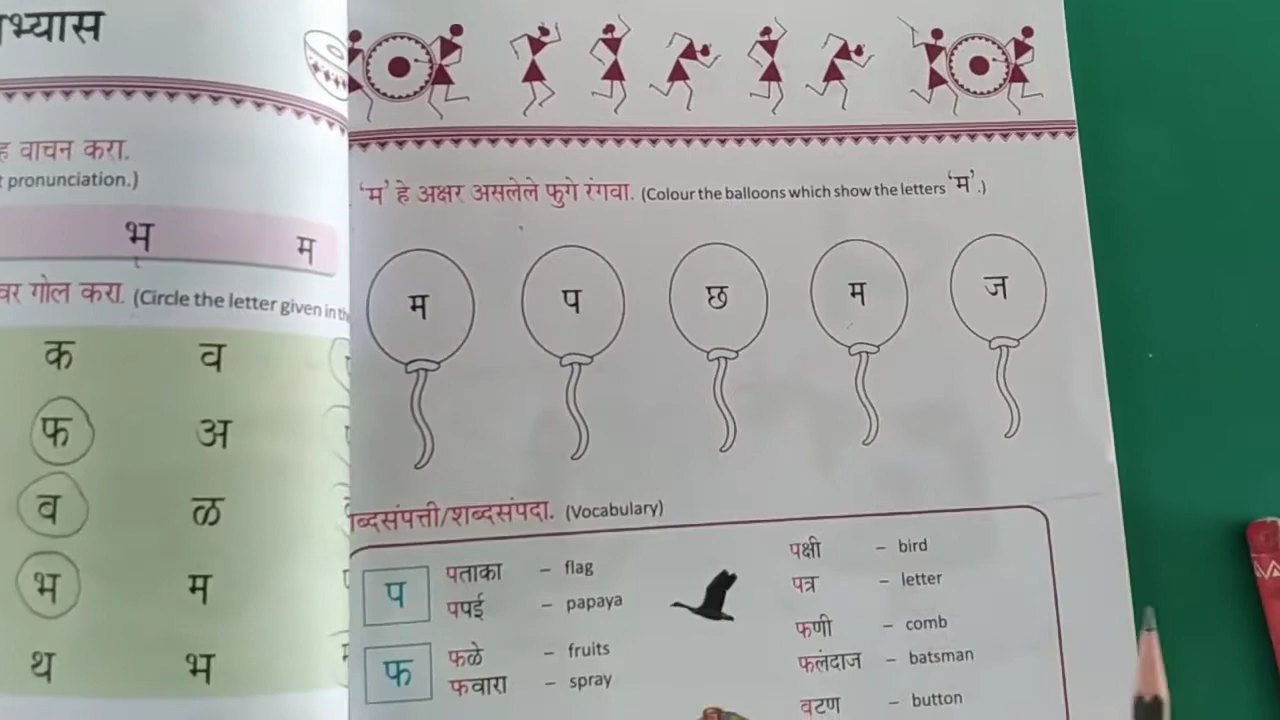 भ्यास
वाचन करा.
pronunciation.)
भ म
वर गोल करा. (Circle the letter given in
क व
फ अ
व ळ
भ म
थ भ
'म' हे अक्षर असलेले फुगे रंगवा. (Colour the balloons which show the letters 'म'.)
म प छ म ज
ब्दसंपत्ती/शब्दसंपदा. (Vocabulary)
प
पताका – flag
पपई – papaya
फ
फळे – fruits
फवारा – spray
पक्षी – bird
पत्र – letter
फणी – comb
फलंदाज – batsman
बटण – button